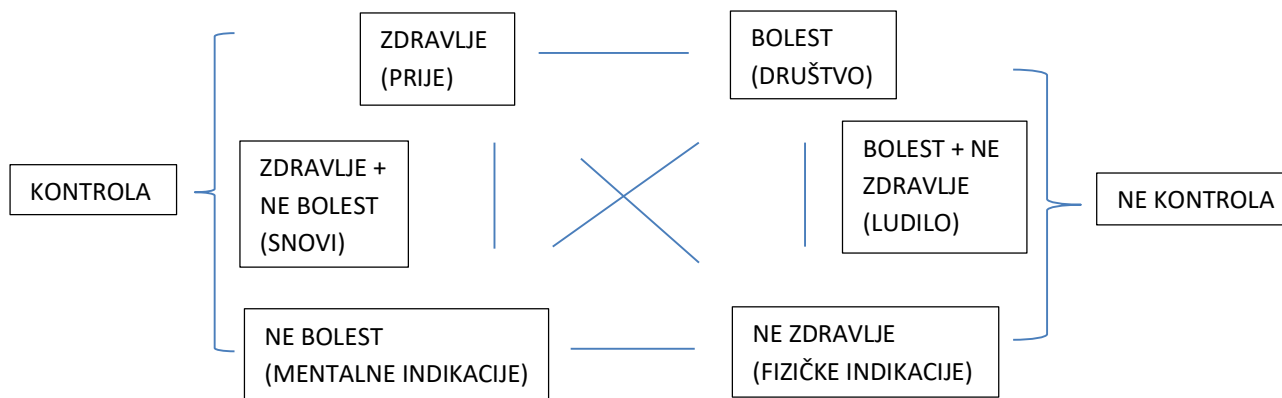 ZDRAVLJE
(PRIJE)
BOLEST
(DRUŠTVO)
KONTROLA
ZDRAVLJE +
NE BOLEST
(SNOVI)
BOLEST + NE
ZDRAVLJE
(LUDILO)
NE KONTROLA
NE BOLEST
(MENTALNE INDIKACIJE)
NE ZDRAVLJE
(FIZIČKE INDIKACIJE)